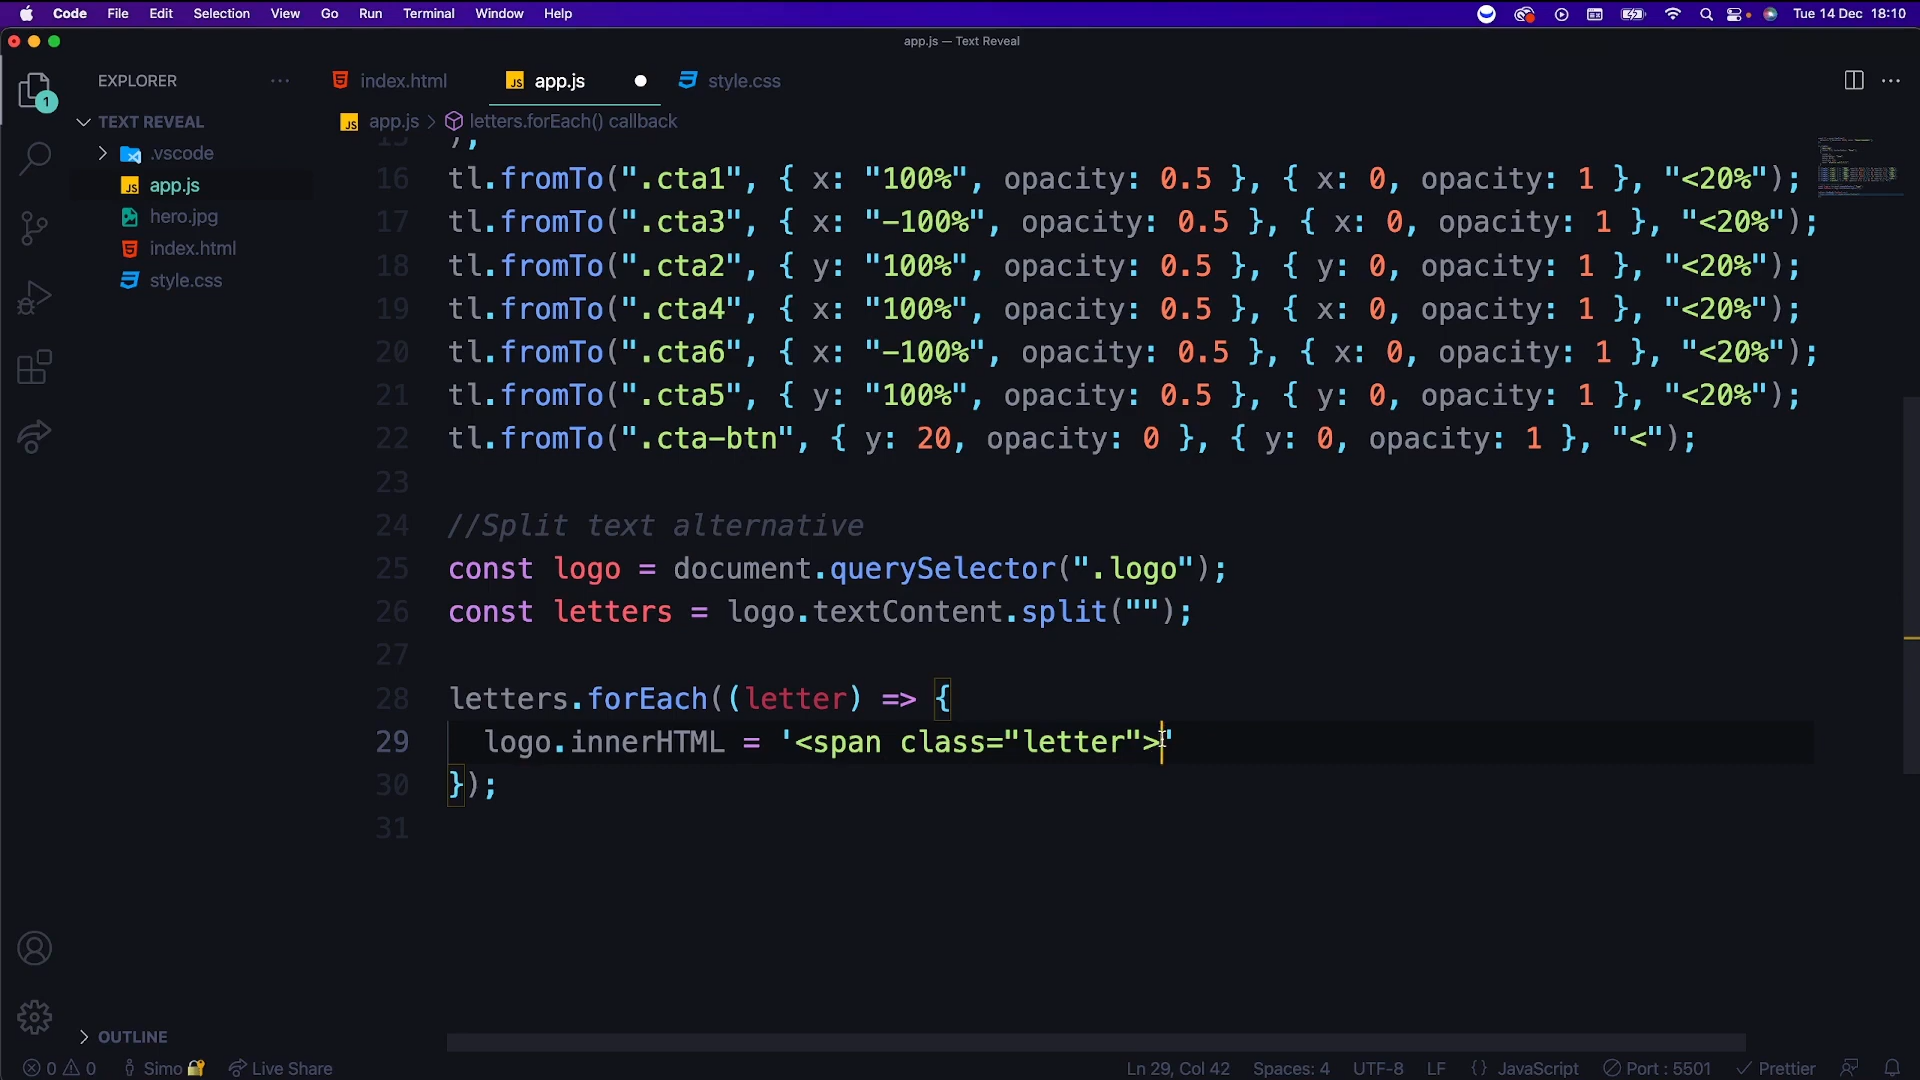 Code File Edit Selection View Go Run Terminal Window Help Tue 14 Dec 18:10
app.js — Text Reveal
EXPLORER ··· index.html JS app.js style.css ···
1
TEXT REVEAL JS app.js > letters.forEach() callback
.vscode
JS app.js
hero.jpg
index.html
style.css
16 tl.fromTo(".cta1", { x: "100%", opacity: 0.5 }, { x: 0, opacity: 1 }, "<20%");
17 tl.fromTo(".cta3", { x: "-100%", opacity: 0.5 }, { x: 0, opacity: 1 }, "<20%");
18 tl.fromTo(".cta2", { y: "100%", opacity: 0.5 }, { y: 0, opacity: 1 }, "<20%");
19 tl.fromTo(".cta4", { x: "100%", opacity: 0.5 }, { x: 0, opacity: 1 }, "<20%");
20 tl.fromTo(".cta6", { x: "-100%", opacity: 0.5 }, { x: 0, opacity: 1 }, "<20%");
21 tl.fromTo(".cta5", { y: "100%", opacity: 0.5 }, { y: 0, opacity: 1 }, "<20%");
22 tl.fromTo(".cta-btn", { y: 20, opacity: 0 }, { y: 0, opacity: 1 }, "<");
23
24 //Split text alternative
25 const logo = document.querySelector(".logo");
26 const letters = logo.textContent.split("");
27
28 letters.forEach((letter) => {
29 logo.innerHTML = '<span class="letter">'
30 });
31
OUTLINE
0 0 Simo Live Share Ln 29, Col 42 Spaces: 4 UTF-8 LF {} JavaScript Port : 5501 Prettier